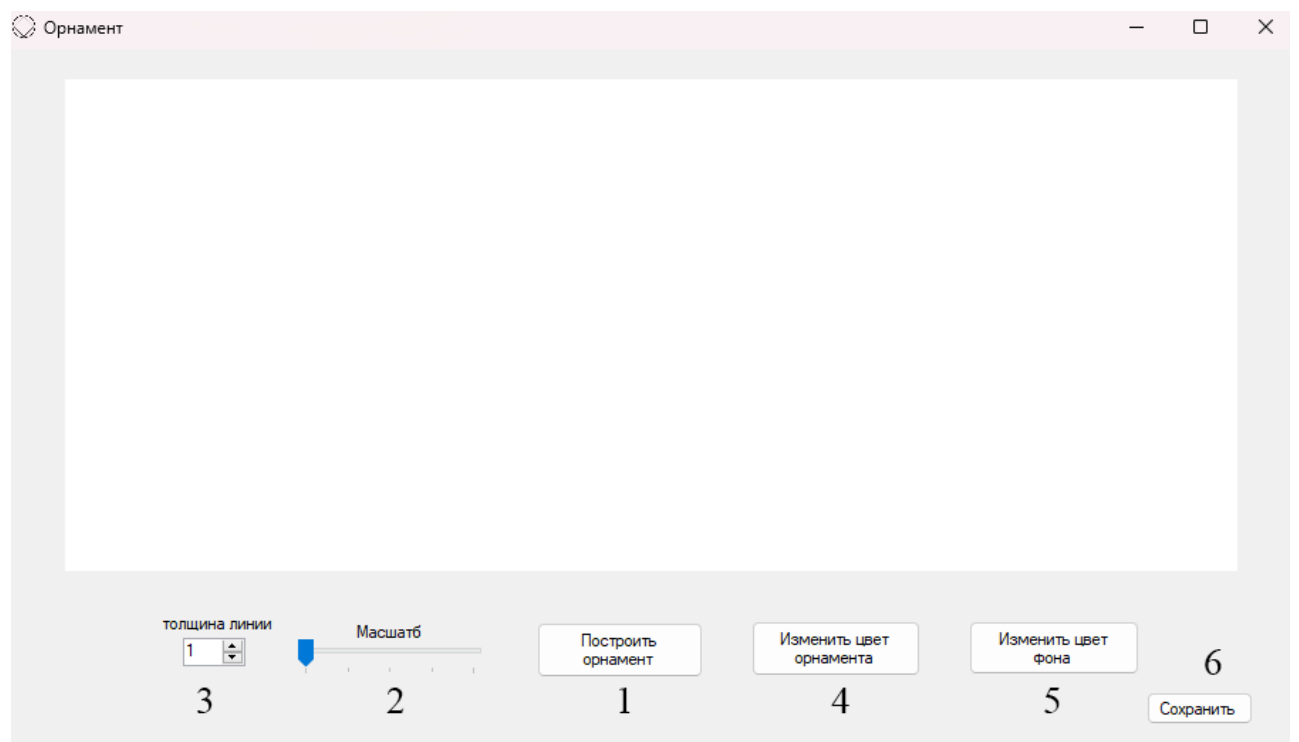 Орнамент
толщина линии
1
Масшатб
Построить
орнамент
Изменить цвет
орнамента
Изменить цвет
фона
6
3
2
1
4
5
Сохранить